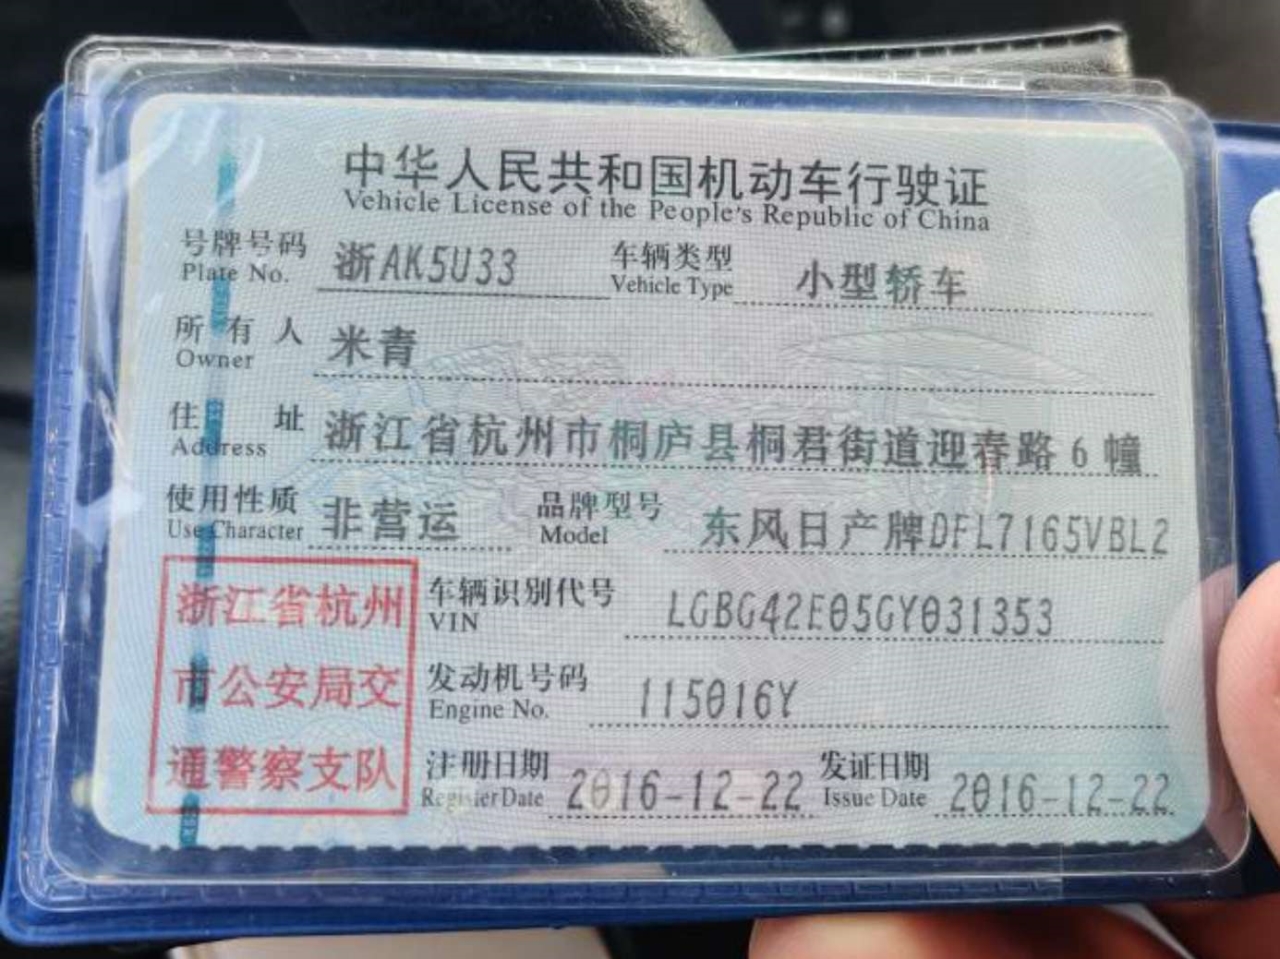 中华人民共和国机动车行驶证
Vehicle License of the People's Republic of China
号牌号码 浙AK5U33 车辆类型 小型轿车
Plate No. Vehicle Type
所有人 米青
Owner
住址 浙江省杭州市桐庐县桐君街道迎春路6幢
Address
使用性质 非营运 品牌型号 东风日产牌DFL7165VBL2
Use Character Model
浙江省杭州 车辆识别代号 LGBG42E05GY031353
VIN
市公安局交 发动机号码 115016Y
Engine No.
通警察支队 注册日期 2016-12-22 发证日期 2016-12-22
Register Date Issue Date